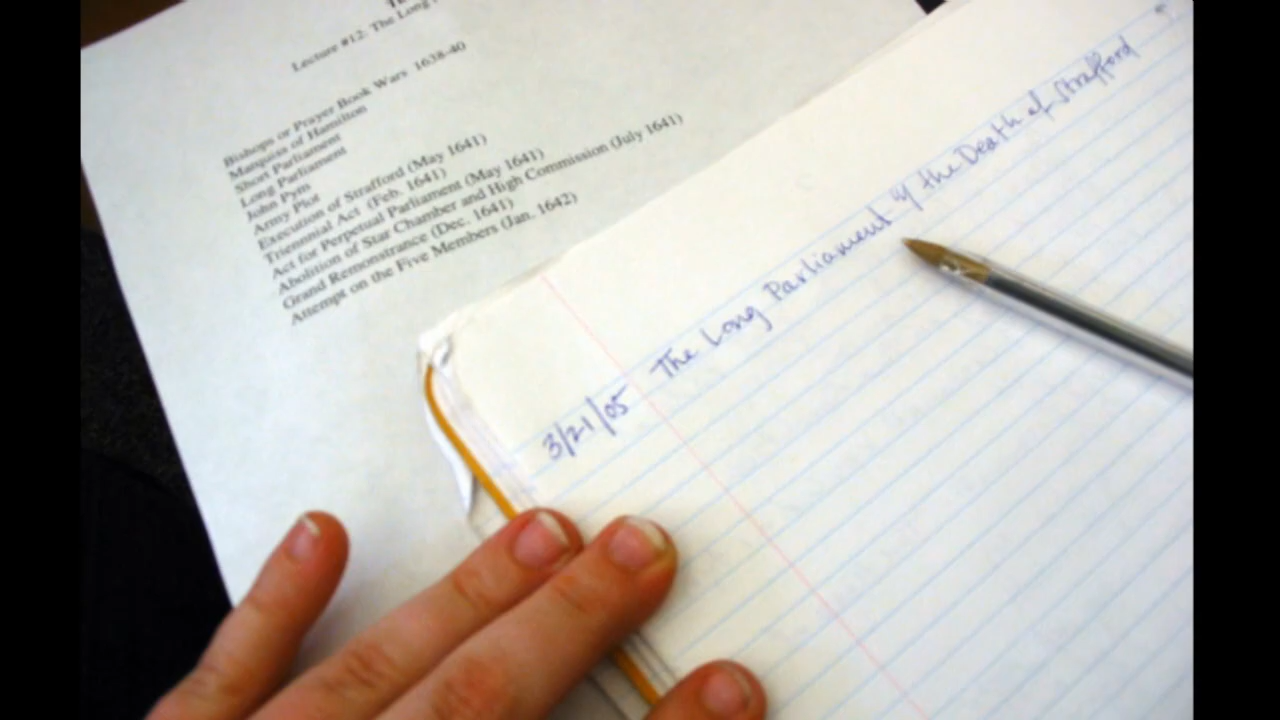 Lecture #12: The Long
Bishops or Prayer Book Wars 1638-40
Marquiss of Hamilton
Short Parliament
Long Parliament
John Pym
Army Plot
Execution of Strafford (May 1641)
Triennnial Act (Feb. 1641)
Act for Perpetual Parliament (May 1641)
Abolition of Star Chamber and High Commission (July 1641)
Grand Remonstrance (Dec. 1641)
Attempt on the Five Members (Jan. 1642)
3/21/05 The Long Parliament & the Death of Strafford